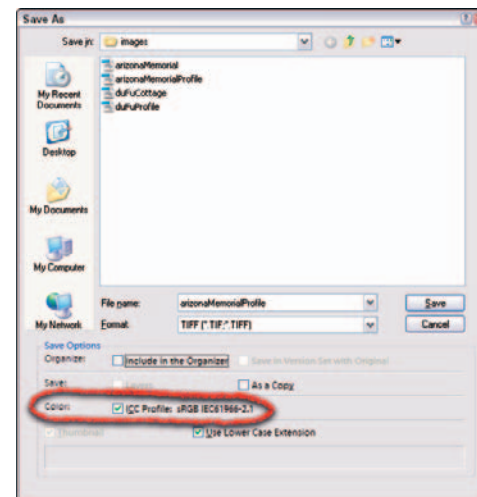 Save As
Save in: images
arizonaMemorial
arizonaMemorialProfile
duFuCottage
duFuProfile
My Recent Documents
Desktop
My Documents
My Computer
My Network
File name: arizonaMemorialProfile Save
Format: TIFF (*.TIF;*.TIFF) Cancel
Save Options
Organize: Include in the Organizer Save in Version Set with Original
Save: Layers As a Copy
Color: ICC Profile: sRGB IEC61966-2.1
Thumbnail Use Lower Case Extension